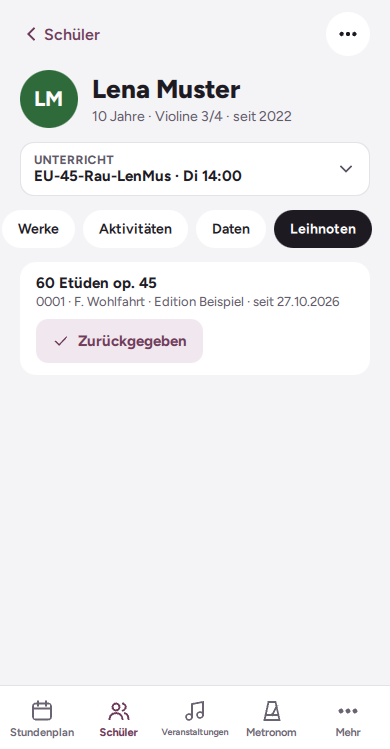 Schüler
LM
Lena Muster
10 Jahre · Violine 3/4 · seit 2022
UNTERRICHT
EU-45-Rau-LenMus · Di 14:00
Werke
Aktivitäten
Daten
Leihnoten
60 Etüden op. 45
0001 · F. Wohlfahrt · Edition Beispiel · seit 27.10.2026
Zurückgegeben
Stundenplan
Schüler
Veranstaltungen
Metronom
Mehr